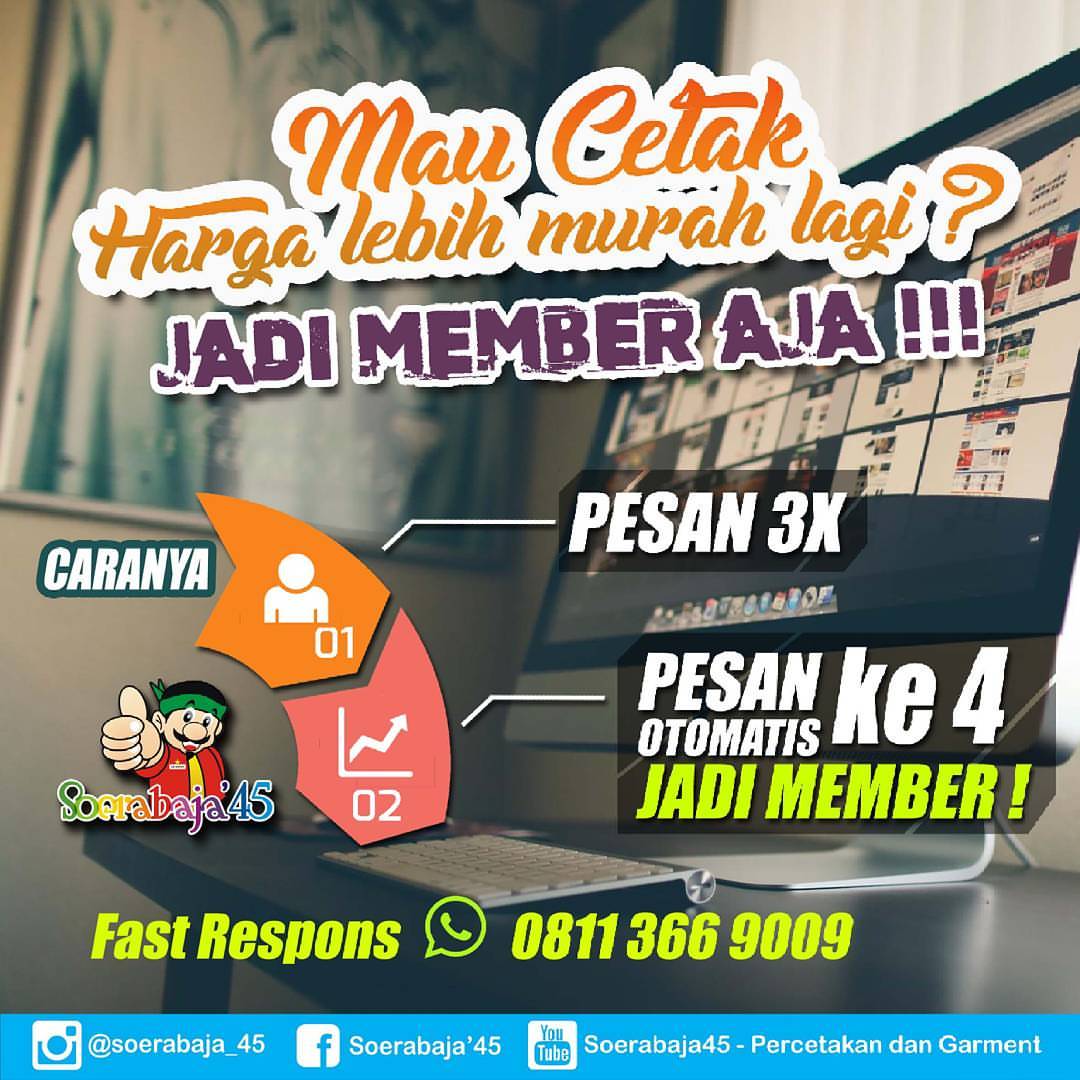 Mau Cetak
Harga lebih murah lagi ?
JADI MEMBER AJA !!!
CARANYA
01
PESAN 3X
02
PESAN OTOMATIS ke 4
JADI MEMBER !
Soerabaja'45
Fast Respons 0811 366 9009
@soerabaja_45 Soerabaja'45 You Tube Soerabaja45 - Percetakan dan Garment